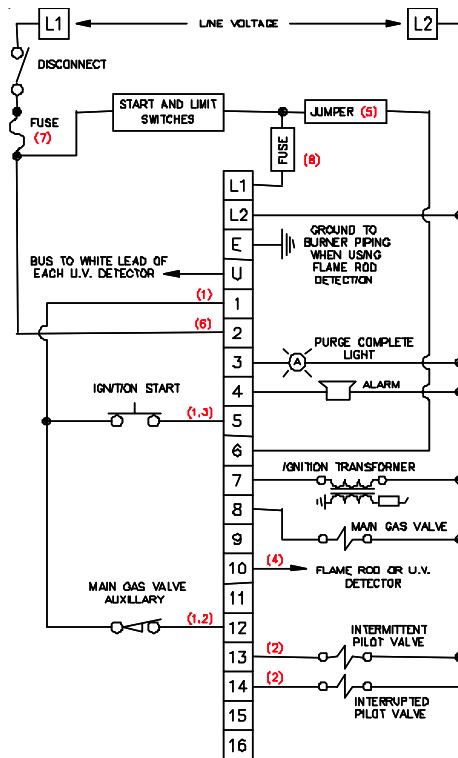 L1
LINE VOLTAGE
L2
DISCONNECT
FUSE
(7)
START AND LIMIT
SWITCHES
JUMPER (5)
FUSE
(8)
L1
L2
E
GROUND TO
BURNER PIPING
WHEN USING
FLAME ROD
DETECTION
BUS TO WHITE LEAD OF
EACH U.V. DETECTOR
U
(1)
1
(6)
2
3
A
PURGE COMPLETE
LIGHT
4
ALARM
IGNITION START
(1,3)
5
6
7
IGNITION TRANSFORMER
8
MAIN GAS VALVE
9
10
(4)
FLAME ROD OR U.V.
DETECTOR
11
MAIN GAS VALVE
AUXILLARY
(1,2)
12
INTERMITTENT
PILOT VALVE
13
(2)
14
(2)
INTERRUPTED
PILOT VALVE
15
16